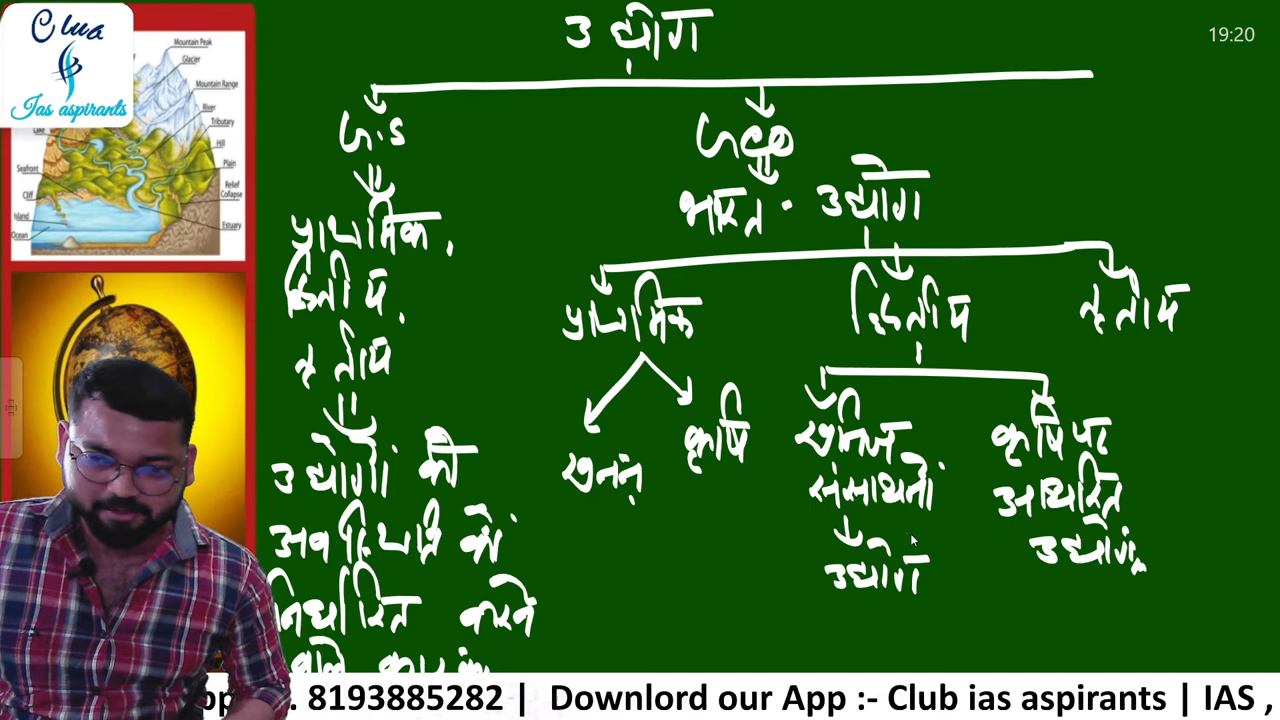 Clua
Ias aspirants
Mountain Peak
Glacier
Mountain Range
River
Tributary
Lake
Hill
Plain
Seafront
Relief
Collapse
Cliff
Island
Estuary
Ocean
19:20
उद्योग
G.S
भारत . उद्योग
प्राथमिक,
द्वितीय,
तृतीय
उद्योगों की
अवस्थिति को
निर्धारित करने
वाले कारक
प्राथमिक
द्वितीय
तृतीय
खनन
कृषि
खनिज
संसाधनों
उद्योग
कृषि पर
आधारित
उद्योग
8193885282 | Downlord our App :- Club ias aspirants | IAS ,